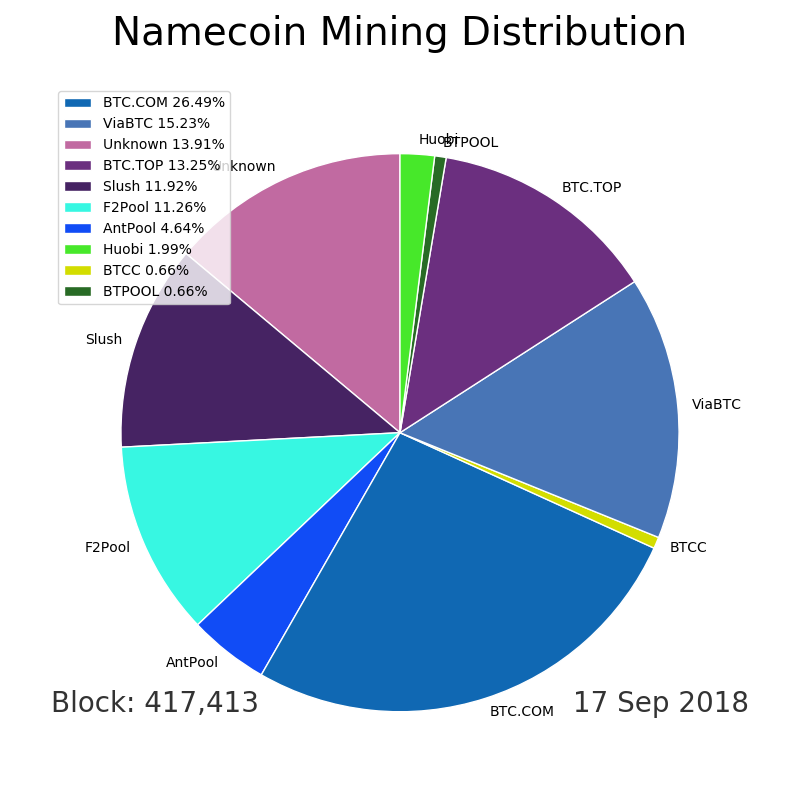 Namecoin Mining Distribution
BTC.COM 26.49%
ViaBTC 15.23%
Unknown 13.91%
BTC.TOP 13.25%
Slush 11.92%
F2Pool 11.26%
AntPool 4.64%
Huobi 1.99%
BTCC 0.66%
BTPOOL 0.66%
Huobi
BTPOOL
Unknown
BTC.TOP
Slush
ViaBTC
F2Pool
BTCC
AntPool
BTC.COM
Block: 417,413
17 Sep 2018